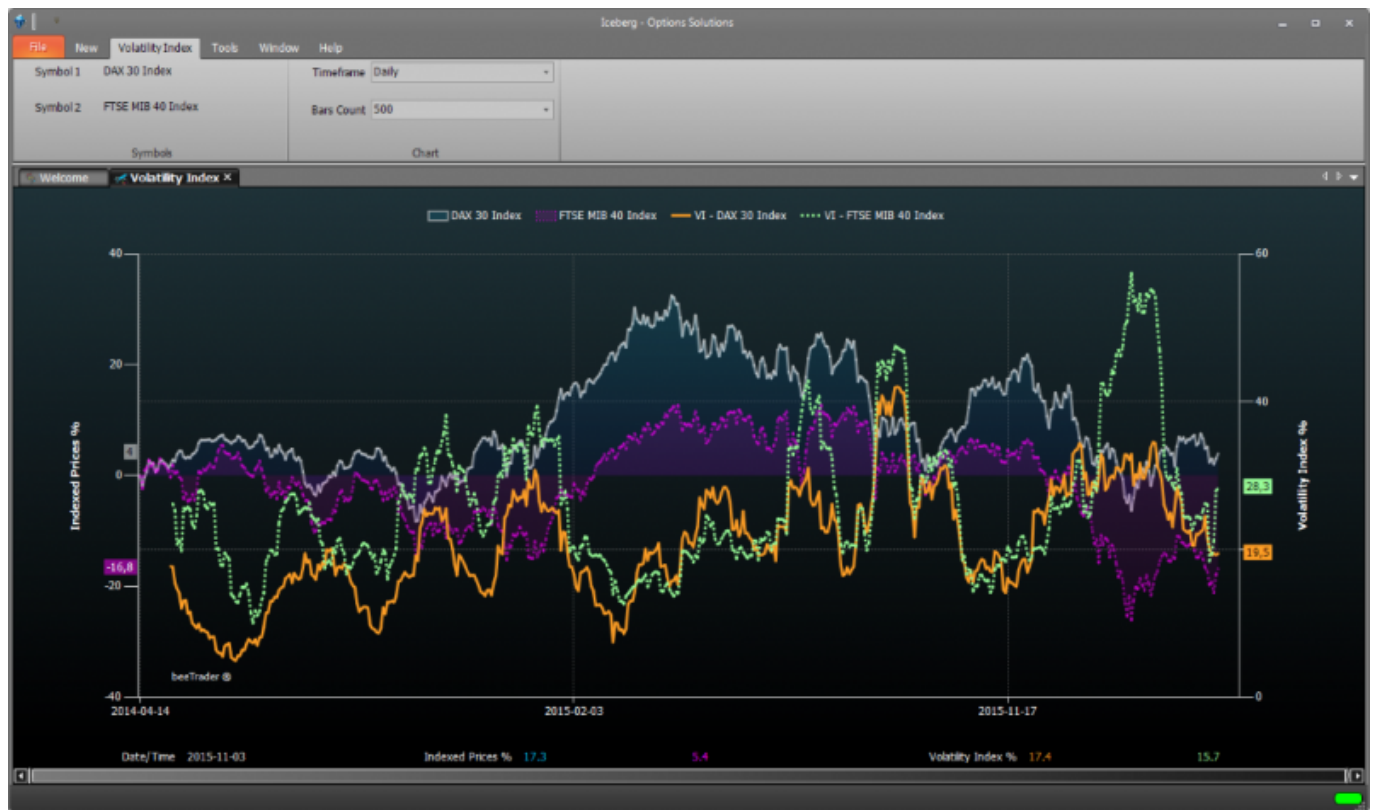 Iceberg - Options Solutions
File New Volatility Index Tools Window Help
Symbol 1 DAX 30 Index Timeframe Daily
Symbol 2 FTSE MIB 40 Index Bars Count 500
Symbols Chart
Welcome Volatility Index ×
DAX 30 Index FTSE MIB 40 Index VI - DAX 30 Index VI - FTSE MIB 40 Index
40 60
20
40
4
0
Indexed Prices %
Volatility Index %
28,3
19,5
-16,8
-20
beeTrader ®
-40 0
2014-04-14 2015-02-03 2015-11-17
Date/Time 2015-11-03 Indexed Prices % 17.3 5.4 Volatility Index % 17.4 15.7